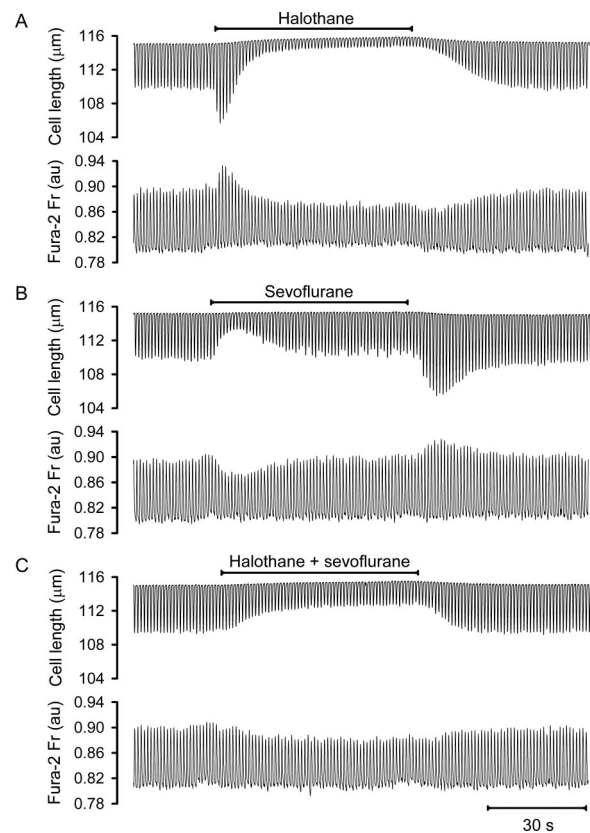 A
Halothane
Cell length (μm)
116
112
108
104
Fura-2 Fr (au)
0.94
0.90
0.86
0.82
0.78
B
Sevoflurane
Cell length (μm)
116
112
108
104
Fura-2 Fr (au)
0.94
0.90
0.86
0.82
0.78
C
Halothane + sevoflurane
Cell length (μm)
116
112
108
104
Fura-2 Fr (au)
0.94
0.90
0.86
0.82
0.78
30 s